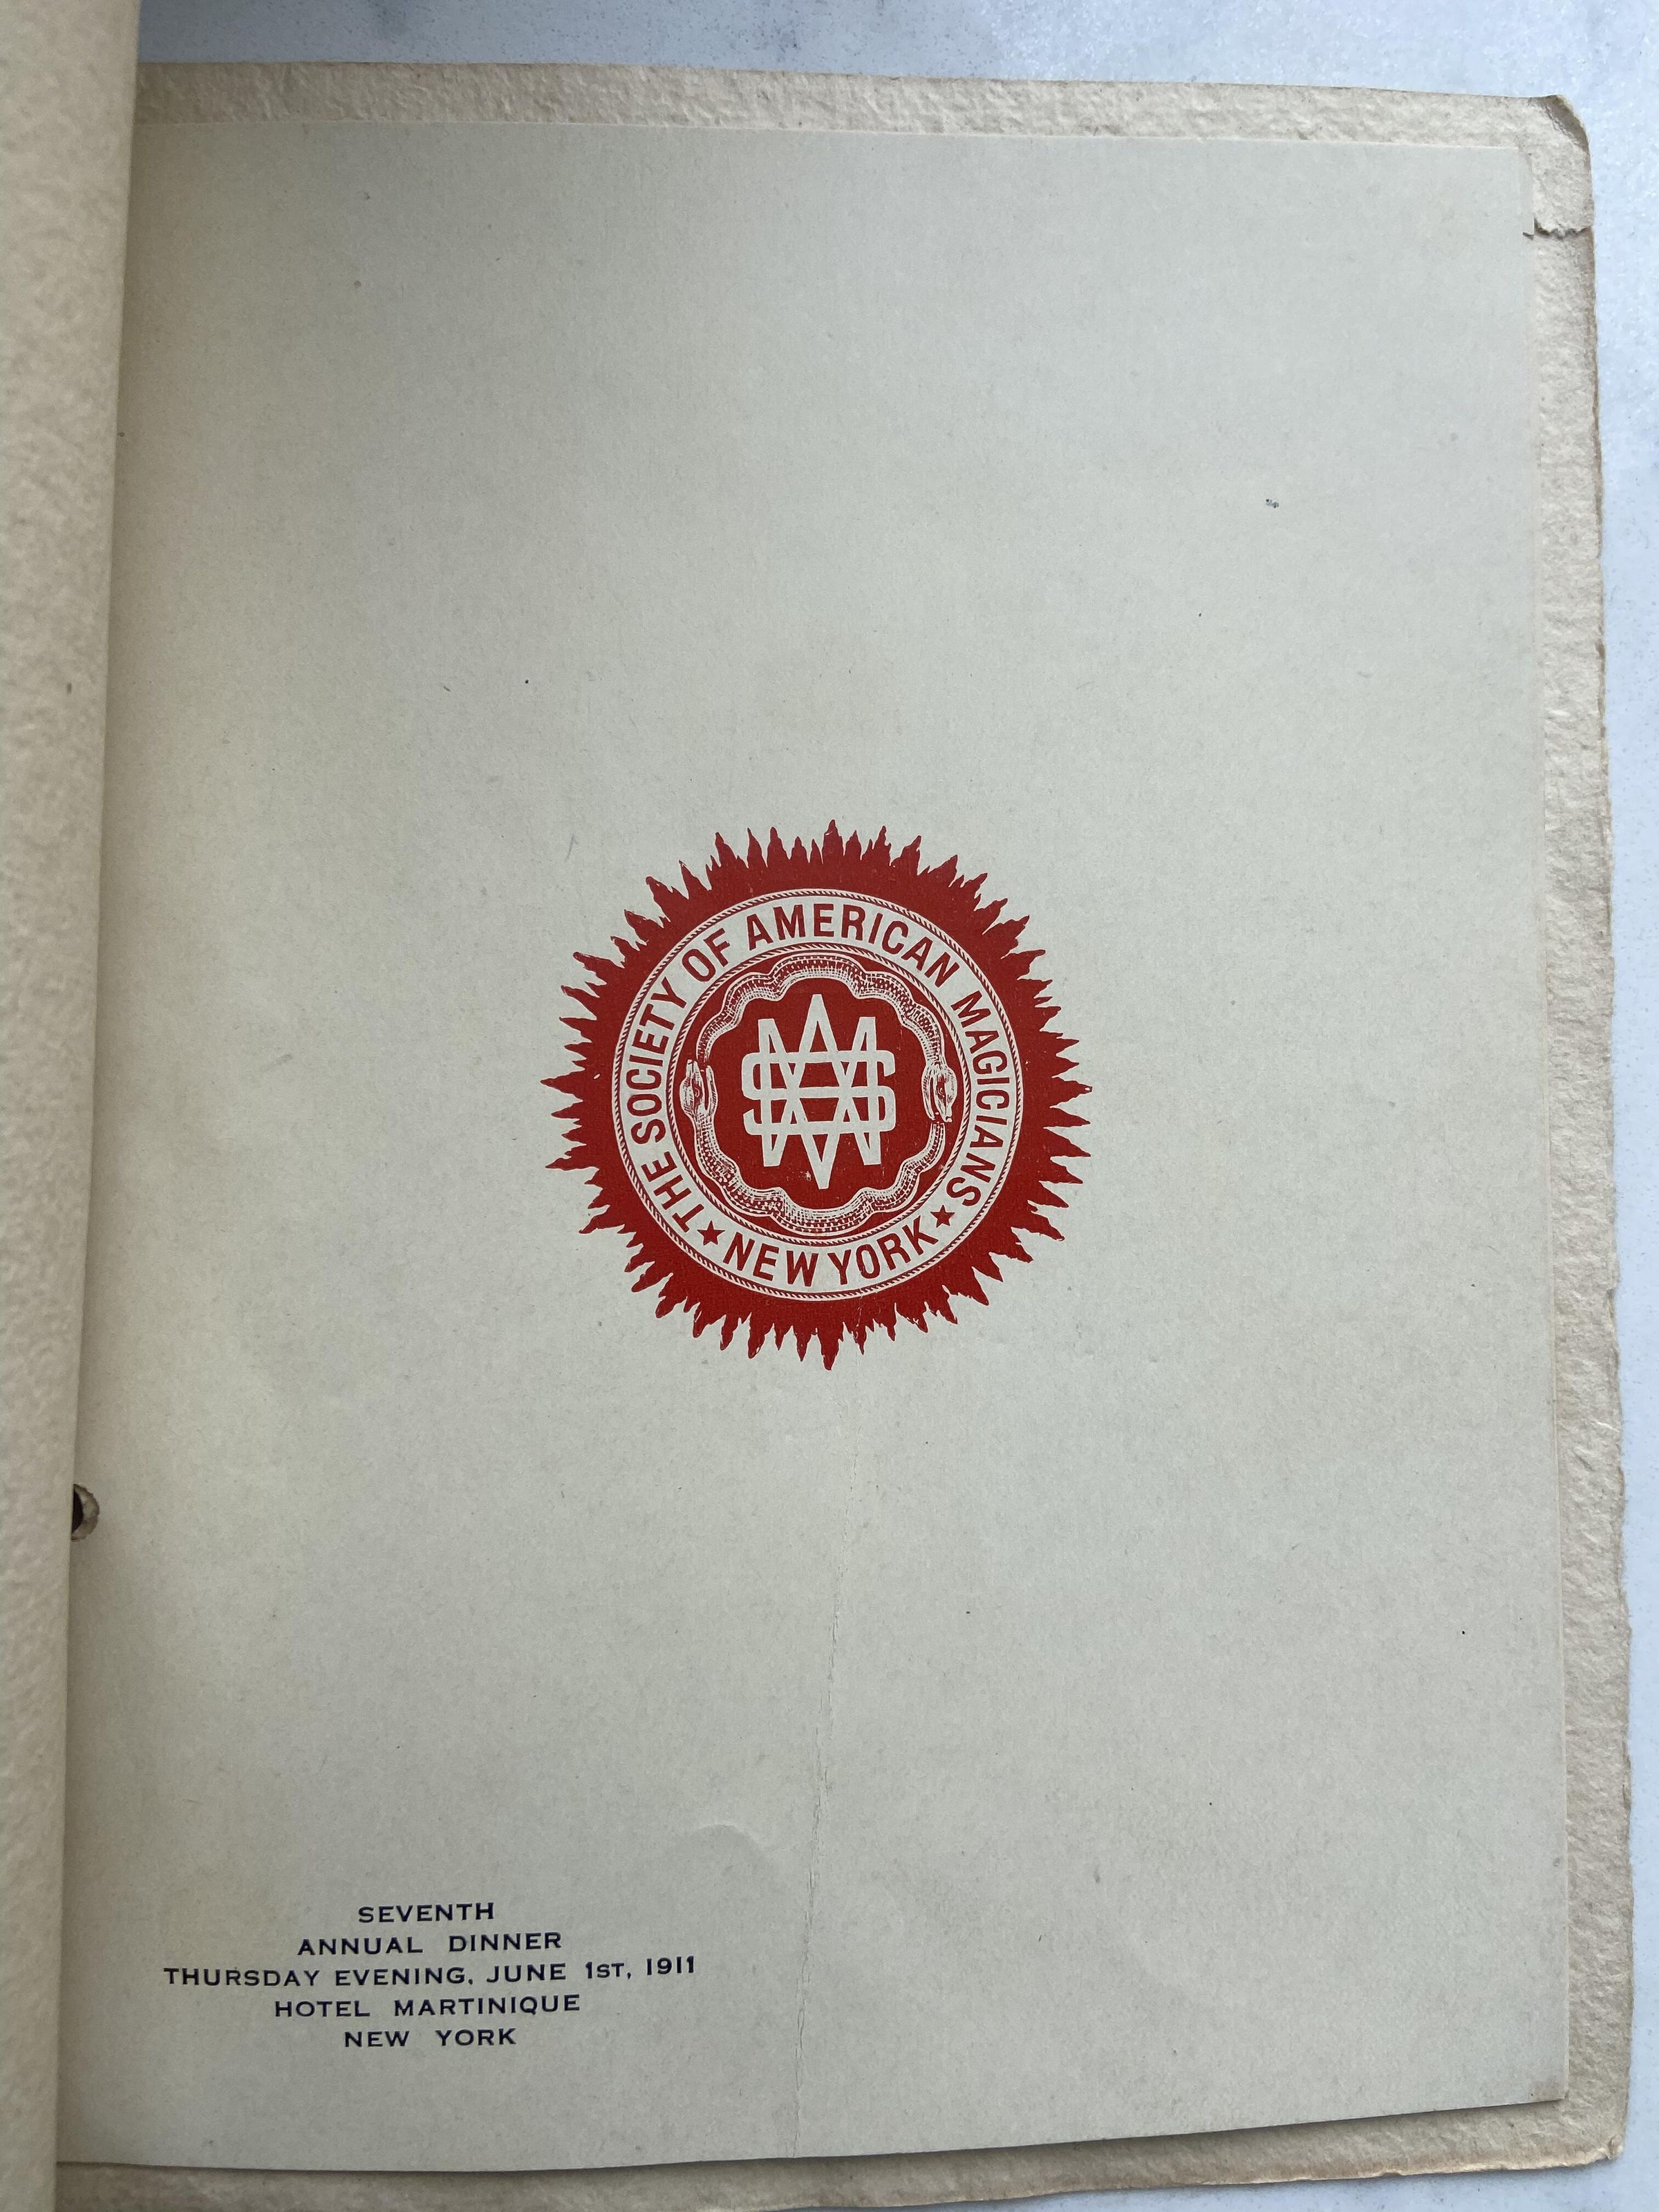 THE SOCIETY OF AMERICAN MAGICIANS
★ NEW YORK ★
SAM
SEVENTH
ANNUAL DINNER
THURSDAY EVENING, JUNE 1ST, 1911
HOTEL MARTINIQUE
NEW YORK